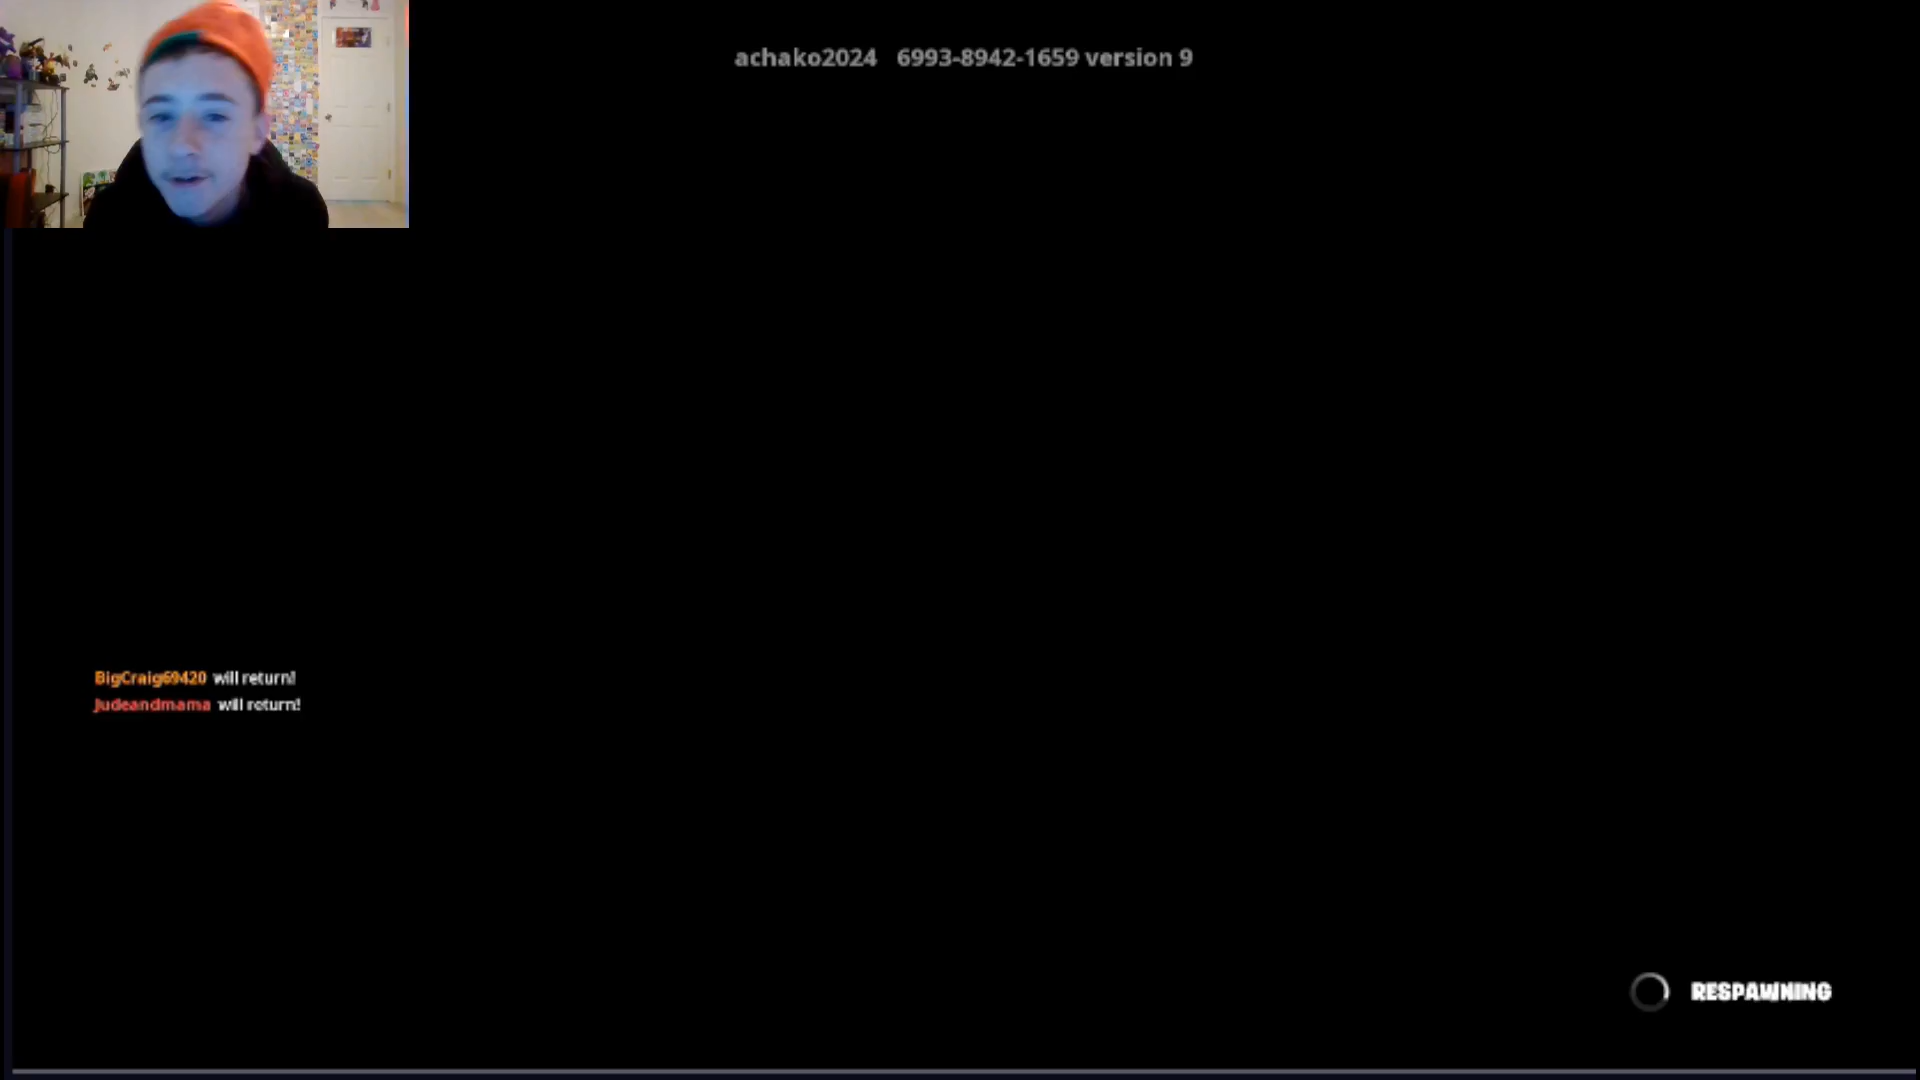 achako2024 6993-8942-1659 version 9
BigCraig69420 will return!
Judeandmama will return!
RESPAWNING